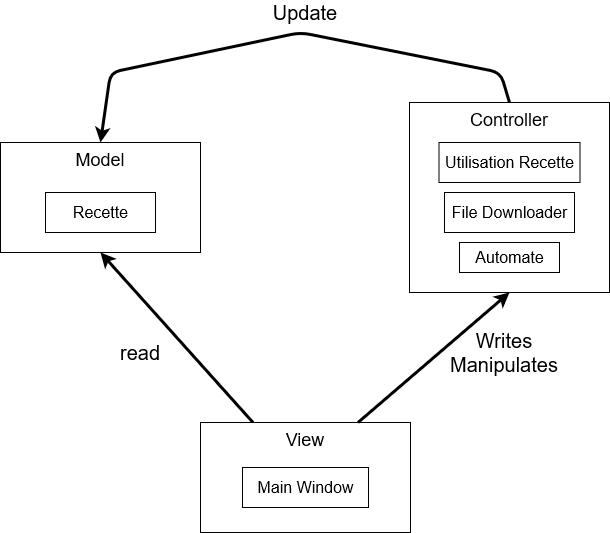 Update
Controller
Utilisation Recette
File Downloader
Automate
Model
Recette
read
Writes
Manipulates
View
Main Window